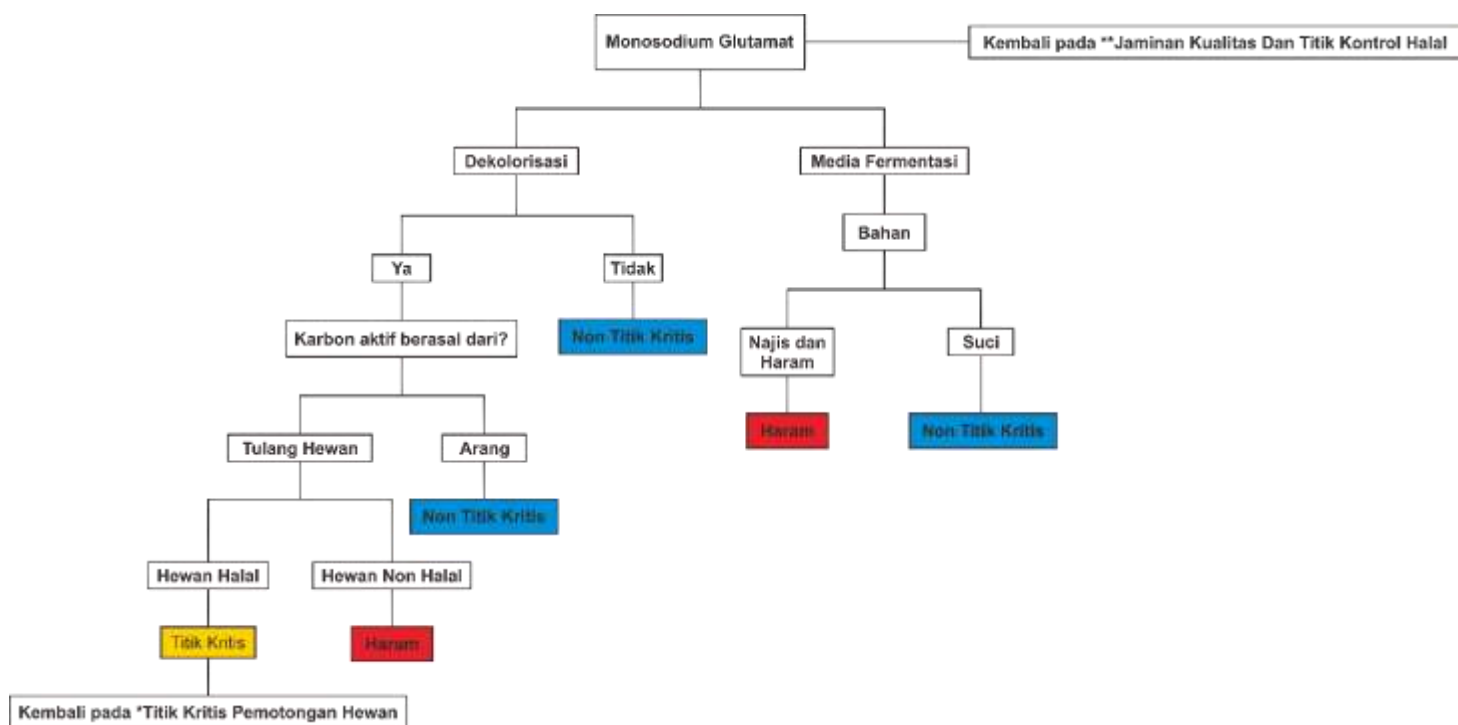 Monosodium Glutamat
Kembali pada **Jaminan Kualitas Dan Titik Kontrol Halal
Dekolorisasi
Media Fermentasi
Bahan
Ya
Tidak
Karbon aktif berasal dari?
Non Titik Kritis
Najis dan
Haram
Suci
Haram
Non Titik Kritis
Tulang Hewan
Arang
Non Titik Kritis
Hewan Halal
Hewan Non Halal
Titik Kritis
Haram
Kembali pada *Titik Kritis Pemotongan Hewan